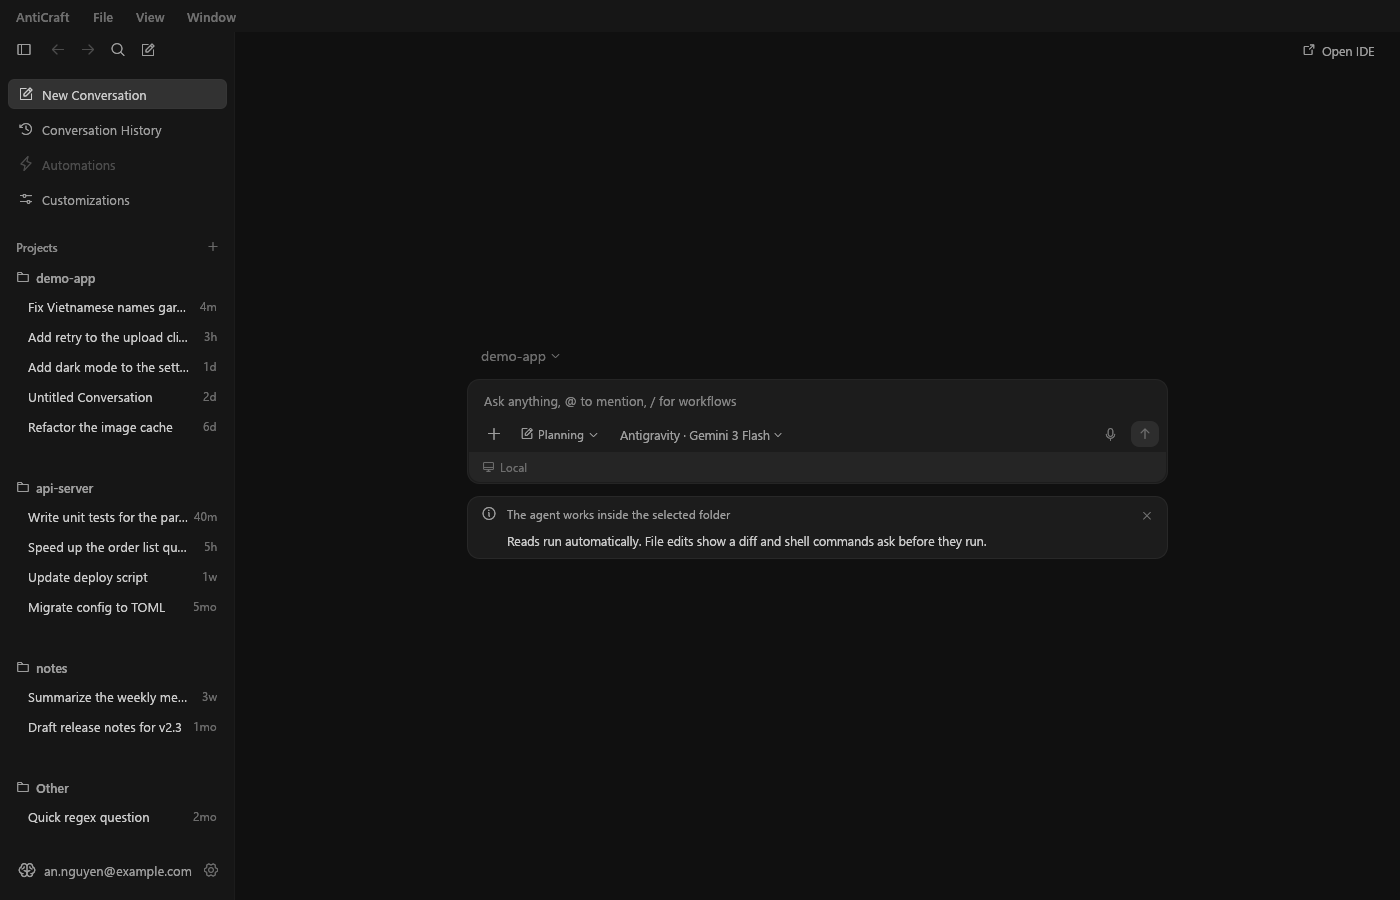 AntiCraft File View Window
Open IDE
New Conversation
Conversation History
Automations
Customizations
Projects
demo-app
Fix Vietnamese names gar... 4m
Add retry to the upload cli... 3h
Add dark mode to the sett... 1d
Untitled Conversation 2d
Refactor the image cache 6d
api-server
Write unit tests for the par... 40m
Speed up the order list qu... 5h
Update deploy script 1w
Migrate config to TOML 5mo
notes
Summarize the weekly me... 3w
Draft release notes for v2.3 1mo
Other
Quick regex question 2mo
an.nguyen@example.com
demo-app
Ask anything, @ to mention, / for workflows
Planning Antigravity · Gemini 3 Flash
Local
The agent works inside the selected folder
Reads run automatically. File edits show a diff and shell commands ask before they run.